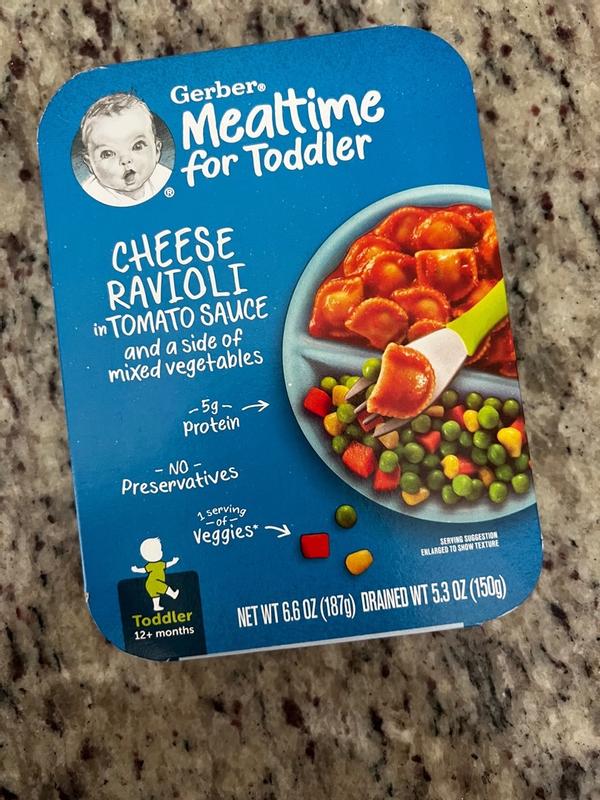 Gerber®
Mealtime
for Toddler
®
CHEESE
RAVIOLI
in TOMATO SAUCE
and a side of
mixed vegetables
- 5g -
Protein
- NO -
Preservatives
1 serving
- of -
Veggies*
SERVING SUGGESTION
ENLARGED TO SHOW TEXTURE
Toddler
12+ months
NET WT 6.6 OZ (187g) DRAINED WT 5.3 OZ (150g)